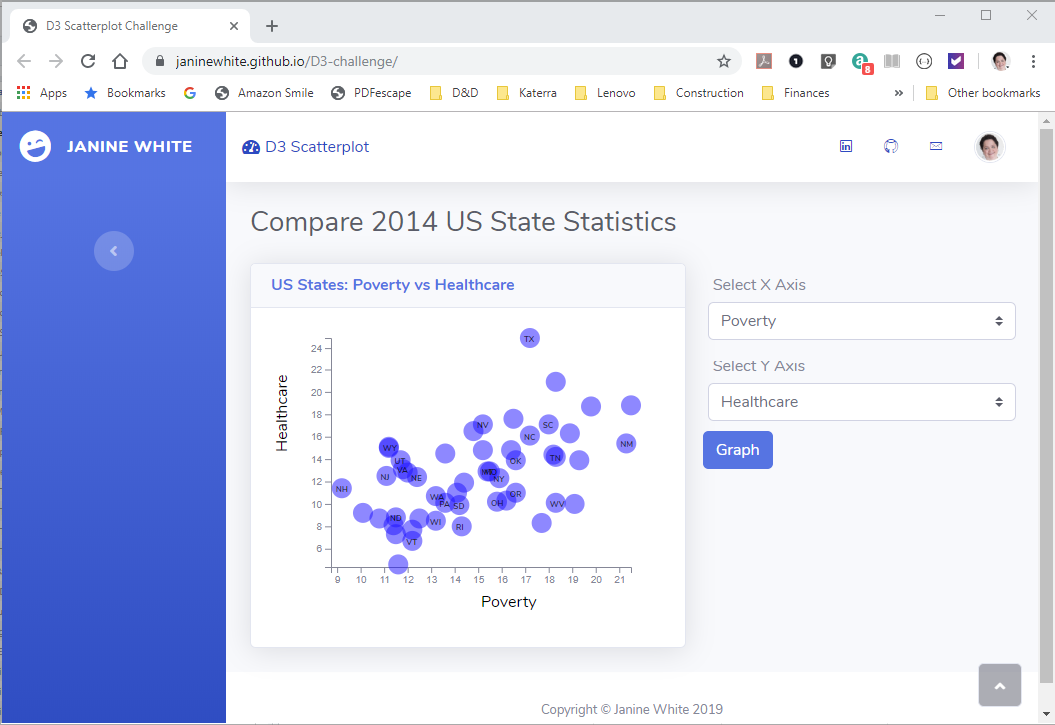 D3 Scatterplot Challenge
janinewhite.github.io/D3-challenge/
1
a
8
Apps Bookmarks G Amazon Smile PDFescape D&D Katerra Lenovo Construction Finances » Other bookmarks
JANINE WHITE
D3 Scatterplot
in
Compare 2014 US State Statistics
US States: Poverty vs Healthcare
Select X Axis
Poverty
Select Y Axis
Healthcare
Graph
TX
24
22
20
18
16
14
12
10
8
6
Healthcare
NV
SC
NC
NM
WY
UT
VA
NJ
NE
OK
TN
NY
NH
WA
PA
SD
OH
OR
WV
WI
RI
VT
9 10 11 12 13 14 15 16 17 18 19 20 21
Poverty
Copyright © Janine White 2019